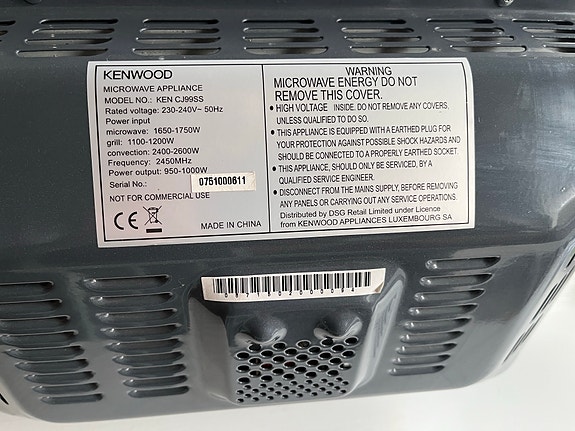 KENWOOD
MICROWAVE APPLIANCE
MODEL NO.: KEN CJ99SS
Rated voltage: 230-240V~ 50Hz
Power input
microwave: 1650-1750W
grill: 1100-1200W
convection: 2400-2600W
Frequency: 2450MHz
Power output: 950-1000W
Serial No.: 0751000611
NOT FOR COMMERCIAL USE
CE
MADE IN CHINA
WARNING
MICROWAVE ENERGY DO NOT
REMOVE THIS COVER.
• HIGH VOLTAGE INSIDE. DO NOT REMOVE ANY COVERS,
UNLESS QUALIFIED TO DO SO.
• THIS APPLIANCE IS EQUIPPED WITH A EARTHED PLUG FOR
YOUR PROTECTION AGAINST POSSIBLE SHOCK HAZARDS AND
SHOULD BE CONNECTED TO A PROPERLY EARTHED SOCKET.
• THIS APPLIANCE, SHOULD ONLY BE SERVICED, BY A
QUALIFIED SERVICE ENGINEER.
• DISCONNECT FROM THE MAINS SUPPLY, BEFORE REMOVING
ANY PANELS OR CARRYING OUT ANY SERVICE OPERATIONS.
Distributed by DSG Retail Limited under Licence
from KENWOOD APPLIANCES LUXEMBOURG SA